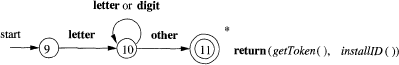 letter or digit
start 9 letter 10 other 11 *
return(getToken(), installID())